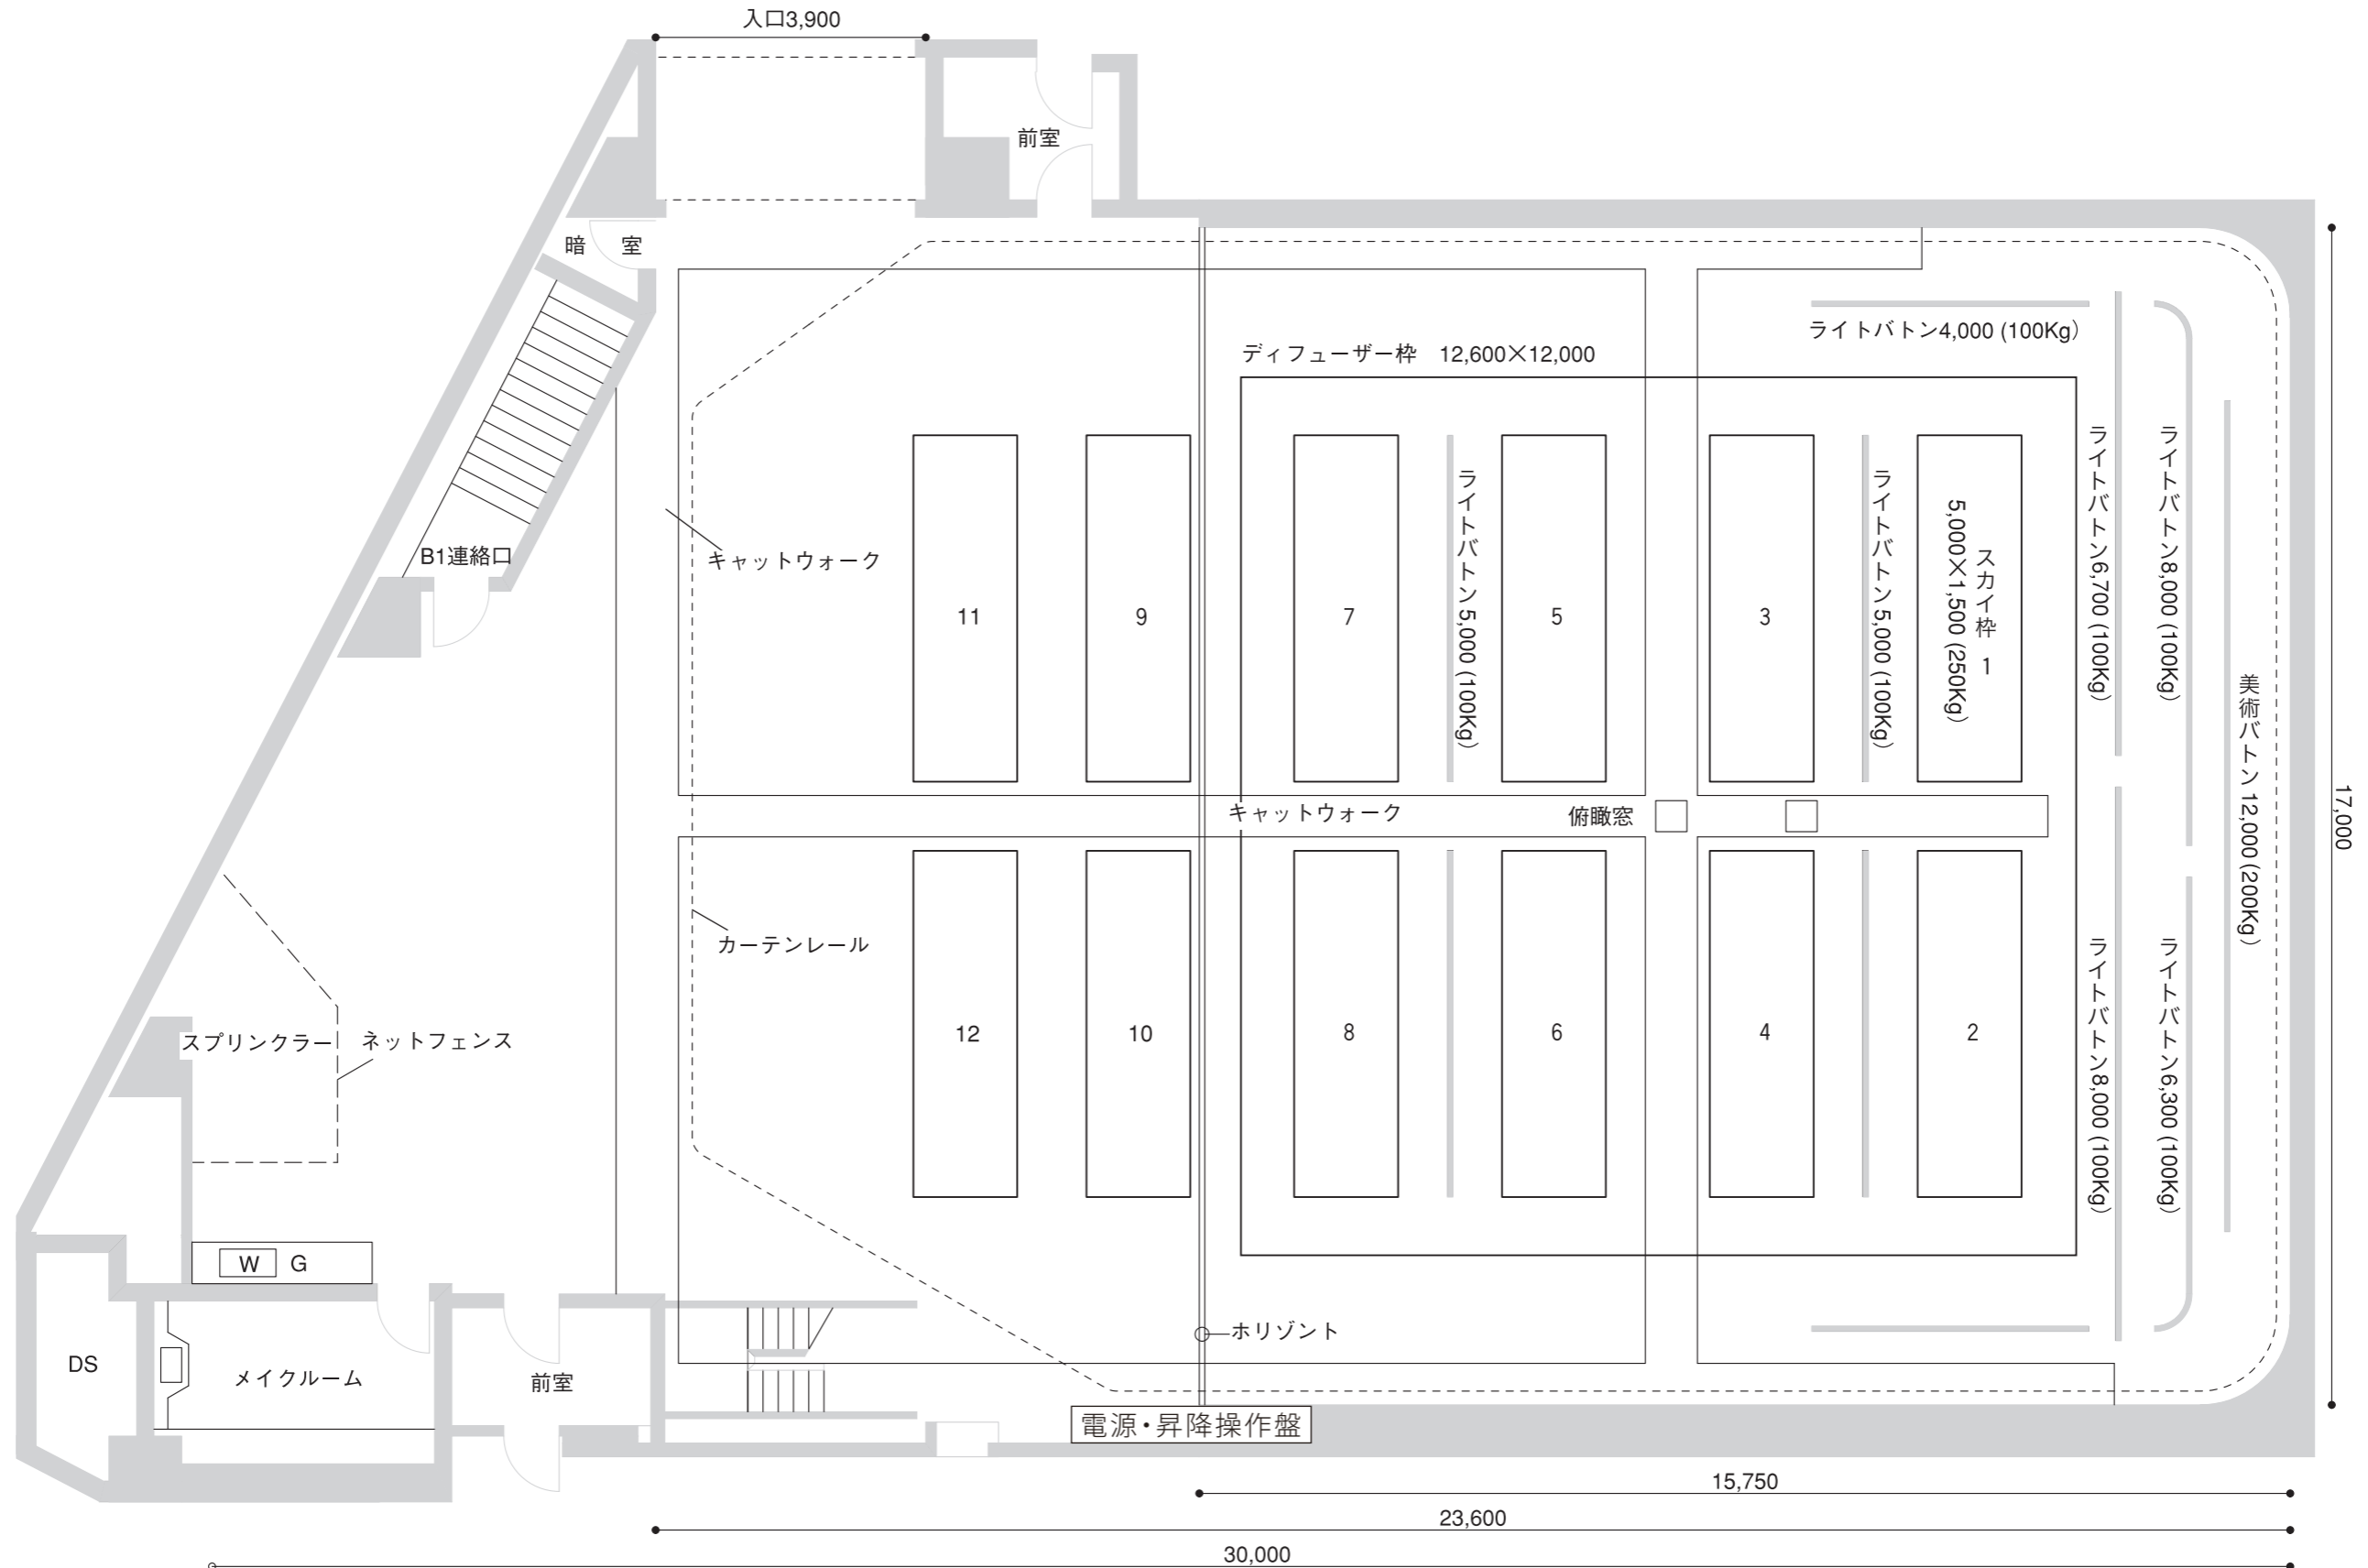 入口3,900
前室
暗 室
ライトバトン4,000 (100Kg)
ディフューザー枠 12,600×12,000
B1連絡口
キャットウォーク
11
9
7
ライトバトン 5,000 (100Kg)
5
3
ライトバトン 5,000 (100Kg)
スカイ枠 1
5,000×1,500 (250Kg)
ライトバトン6,700 (100Kg)
ライトバトン8,000 (100Kg)
美術バトン 12,000 (200Kg)
17,000
キャットウォーク
俯瞰窓
カーテンレール
スプリンクラー
ネットフェンス
12
10
8
6
4
2
ライトバトン8,000 (100Kg)
ライトバトン6,300 (100Kg)
W G
DS
メイクルーム
前室
ホリゾント
電源・昇降操作盤
15,750
23,600
30,000